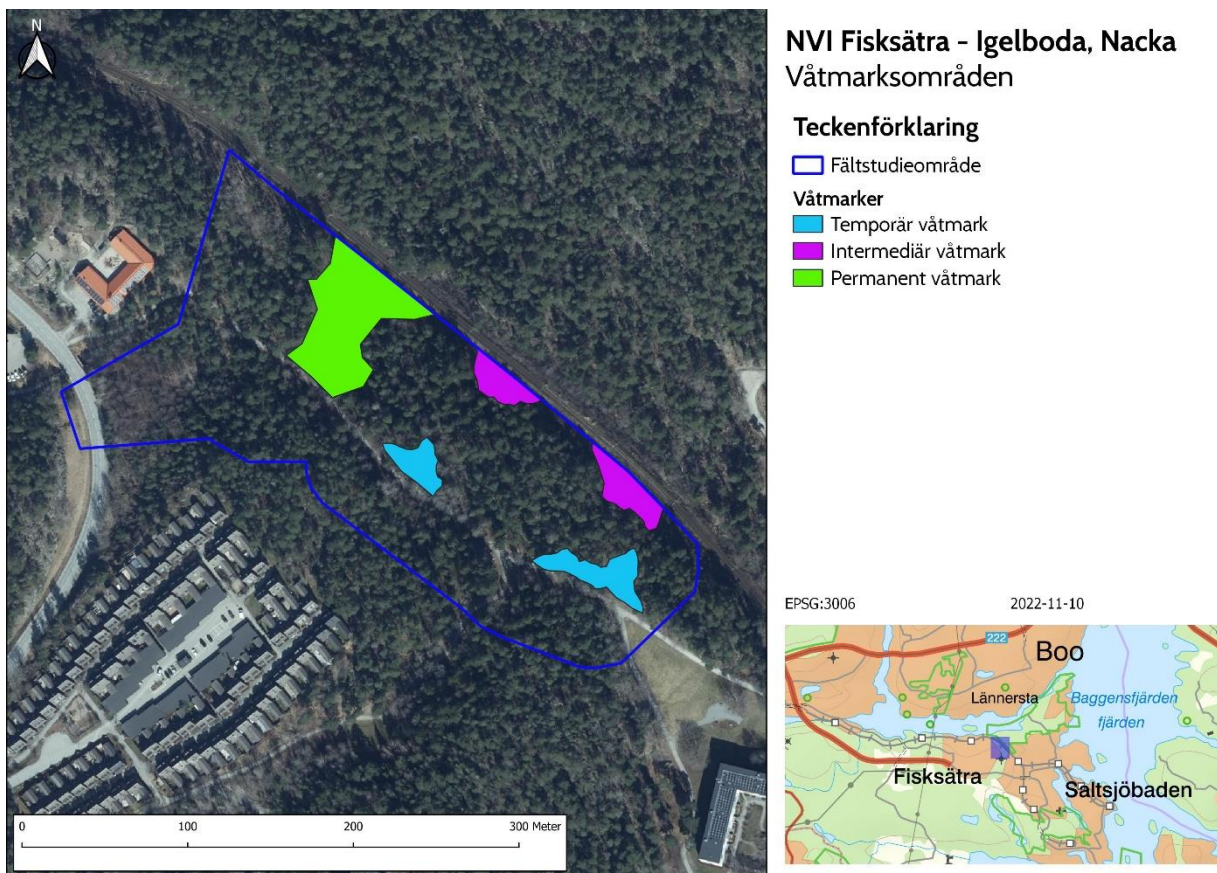 N
NVI Fisksätra - Igelboda, Nacka
Våtmarksområden
Teckenförklaring
Fältstudieområde
Våtmarker
Temporär våtmark
Intermediär våtmark
Permanent våtmark
0 100 200 300 Meter
EPSG:3006 2022-11-10
222
Boo
Lännersta
Baggensfjärden
fjärden
Fisksätra
Saltsjöbaden